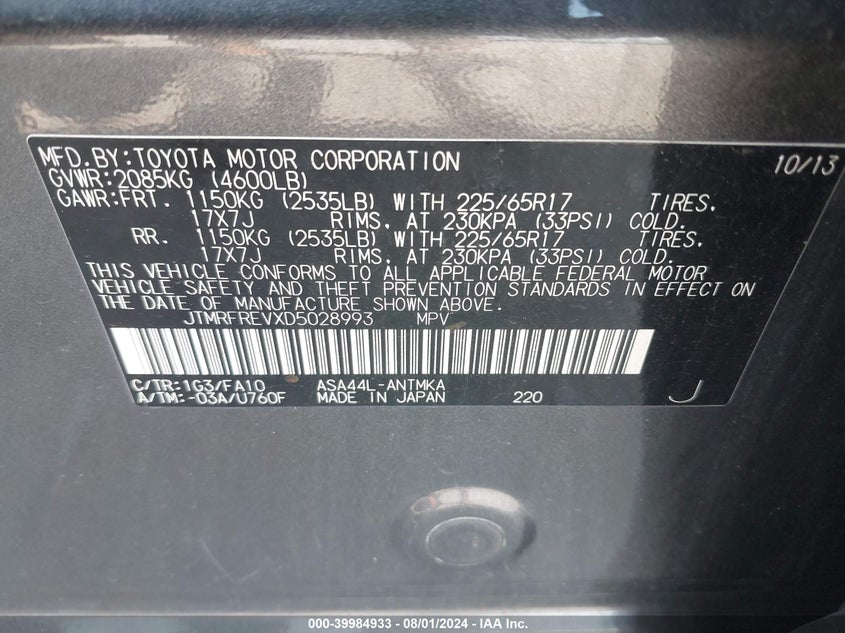 MFD.BY:TOYOTA MOTOR CORPORATION 10/13
GVWR:2085KG (4600LB)
GAWR:FRT. 1150KG (2535LB) WITH 225/65R17 TIRES.
17X7J RIMS, AT 230KPA (33PSI) COLD.
RR. 1150KG (2535LB) WITH 225/65R17 TIRES.
17X7J RIMS, AT 230KPA (33PSI) COLD.
THIS VEHICLE CONFORMS TO ALL APPLICABLE FEDERAL MOTOR
VEHICLE SAFETY AND THEFT PREVENTION STANDARDS IN EFFECT ON
THE DATE OF MANUFACTURE SHOWN ABOVE.
JTMRFREVXD5028993 MPV
C/TR:1G3/FA10 ASA44L-ANTMKA
A/TM:-03A/U760F MADE IN JAPAN 220 J
000-39984933 - 08/01/2024 - IAA Inc.